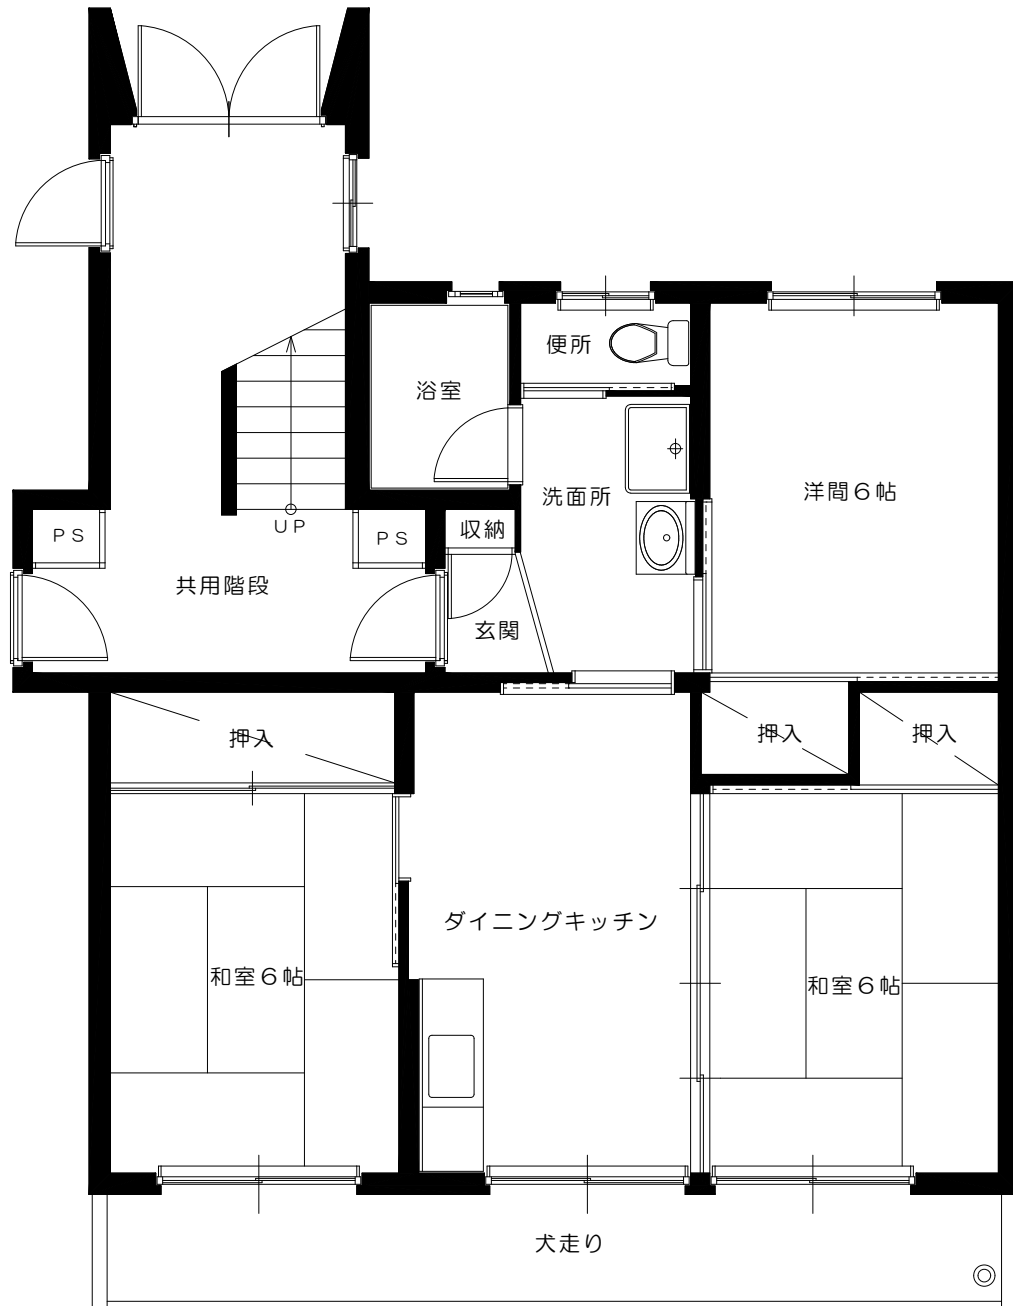 便所
浴室
洋間６帖
洗面所
ＵＰ
ＰＳ
ＰＳ
収納
共用階段
玄関
押入
押入
押入
ダイニングキッチン
和室６帖
和室６帖
犬走り